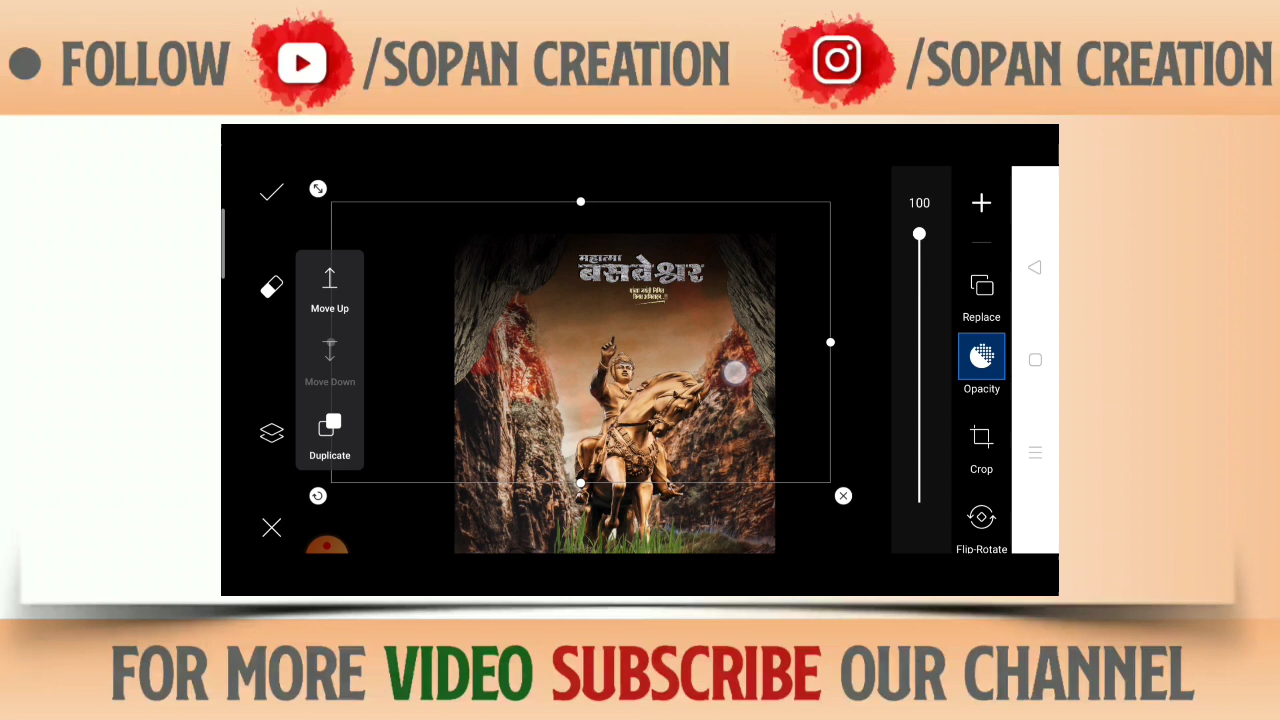 FOLLOW /SOPAN CREATION /SOPAN CREATION
100
Move Up
Move Down
Duplicate
महात्मा
बसवेश्वर
Replace
Opacity
Crop
Flip-Rotate
FOR MORE VIDEO SUBSCRIBE OUR CHANNEL